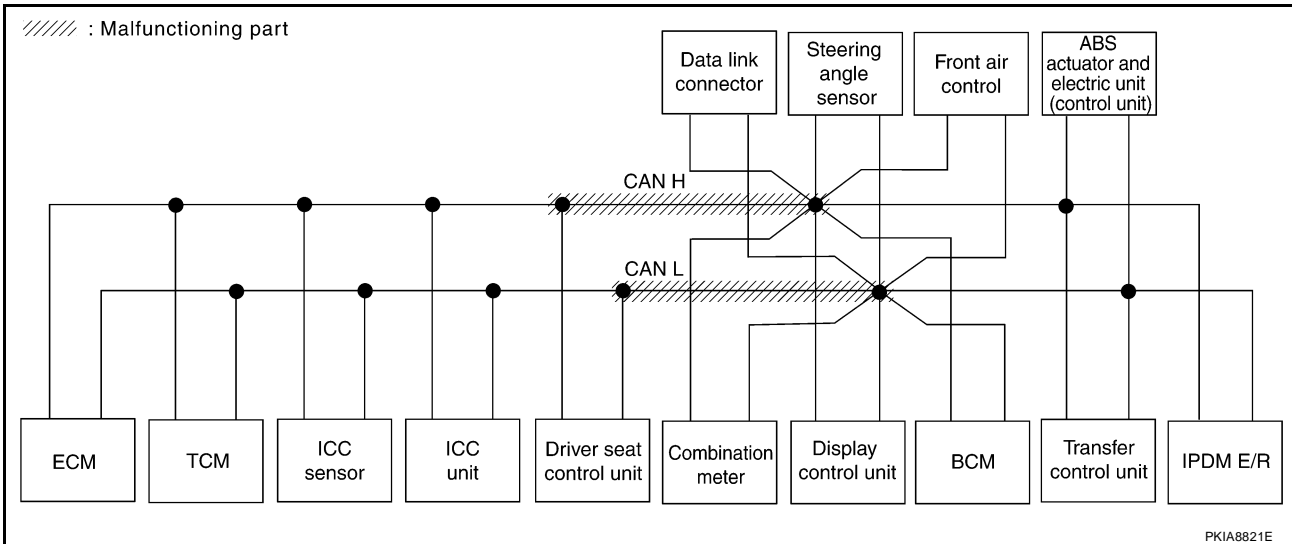 : Malfunctioning part
Data link
connector
Steering
angle
sensor
Front air
control
ABS
actuator and
electric unit
(control unit)
CAN H
CAN L
ECM
TCM
ICC
sensor
ICC
unit
Driver seat
control unit
Combination
meter
Display
control unit
BCM
Transfer
control unit
IPDM E/R
PKIA8821E